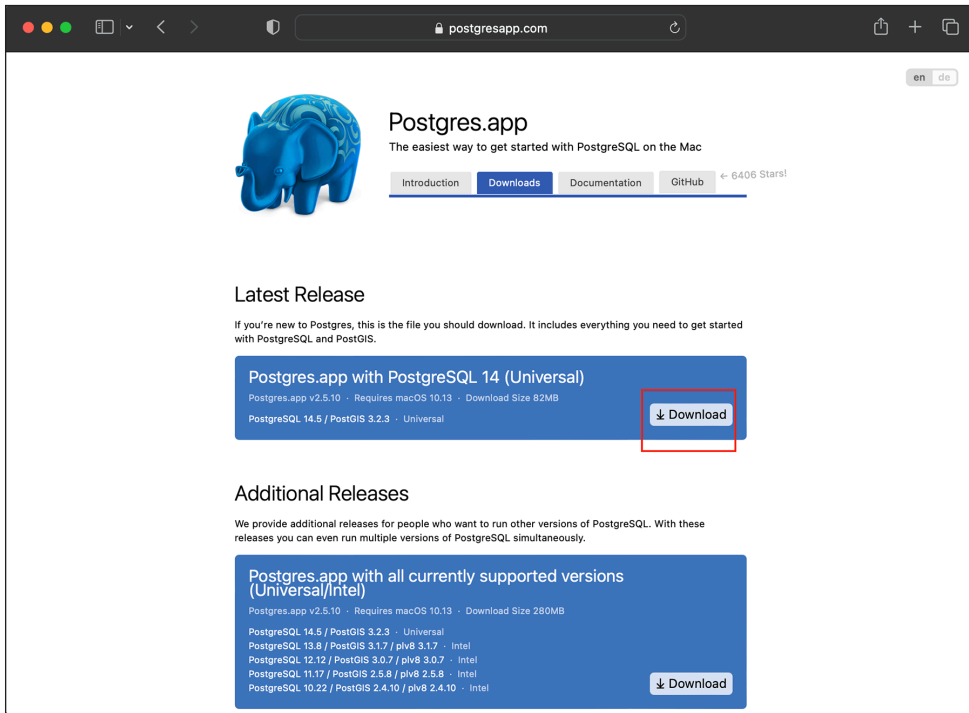 postgresapp.com
en de
Postgres.app
The easiest way to get started with PostgreSQL on the Mac
Introduction Downloads Documentation GitHub ← 6406 Stars!
Latest Release
If you’re new to Postgres, this is the file you should download. It includes everything you need to get started
with PostgreSQL and PostGIS.
Postgres.app with PostgreSQL 14 (Universal)
Postgres.app v2.5.10 · Requires macOS 10.13 · Download Size 82MB
Download
PostgreSQL 14.5 / PostGIS 3.2.3 · Universal
Additional Releases
We provide additional releases for people who want to run other versions of PostgreSQL. With these
releases you can even run multiple versions of PostgreSQL simultaneously.
Postgres.app with all currently supported versions
(Universal/Intel)
Postgres.app v2.5.10 · Requires macOS 10.13 · Download Size 280MB
PostgreSQL 14.5 / PostGIS 3.2.3 · Universal
PostgreSQL 13.8 / PostGIS 3.1.7 / plv8 3.1.7 · Intel
PostgreSQL 12.12 / PostGIS 3.0.7 / plv8 3.0.7 · Intel
PostgreSQL 11.17 / PostGIS 2.5.8 / plv8 2.5.8 · Intel
PostgreSQL 10.22 / PostGIS 2.4.10 / plv8 2.4.10 · Intel
Download